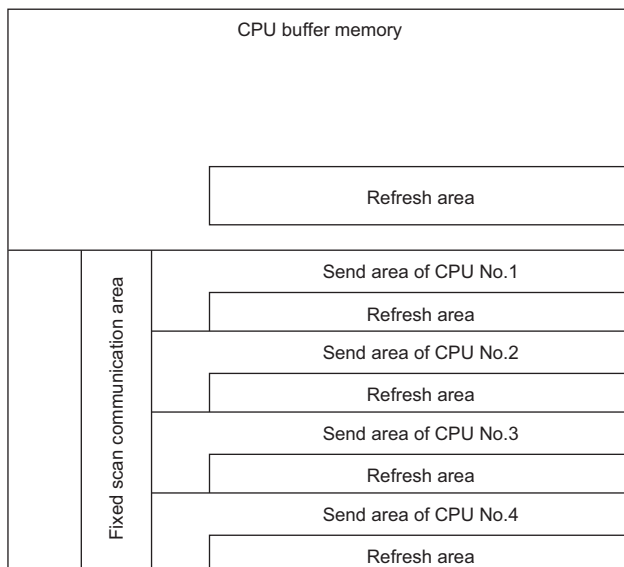 CPU buffer memory
Refresh area
Fixed scan communication area
Send area of CPU No.1
Refresh area
Send area of CPU No.2
Refresh area
Send area of CPU No.3
Refresh area
Send area of CPU No.4
Refresh area